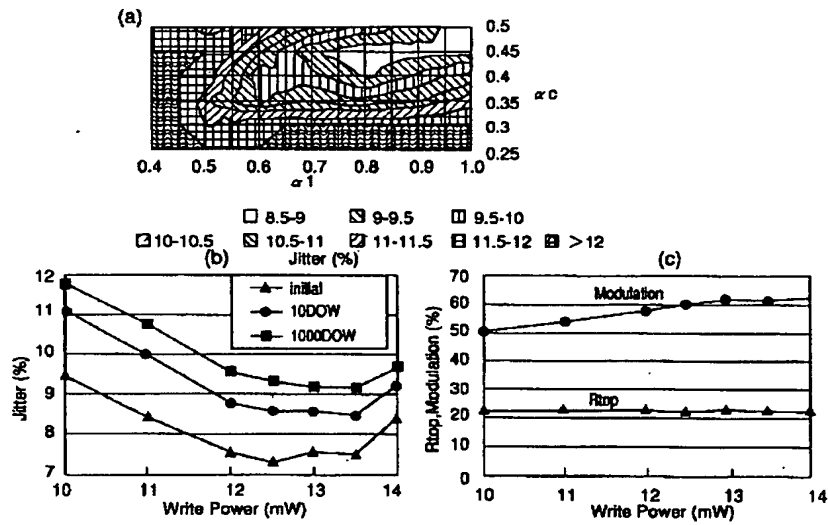 (a)
0.5
0.45
0.4
0.35
0.3
0.25
αc
0.4 0.5 0.6 0.7 0.8 0.9 1.0
α1
8.5-9 9-9.5 9.5-10
10-10.5 10.5-11 11-11.5 11.5-12 >12
Jitter (%)
(b)
12
11
10
9
8
7
Jitter (%)
initial
10DOW
1000DOW
10 11 12 13 14
Write Power (mW)
(c)
70
60
50
40
30
20
10
0
Rtop,Modulation (%)
Modulation
Rtop
10 11 12 13 14
Write Power (mW)